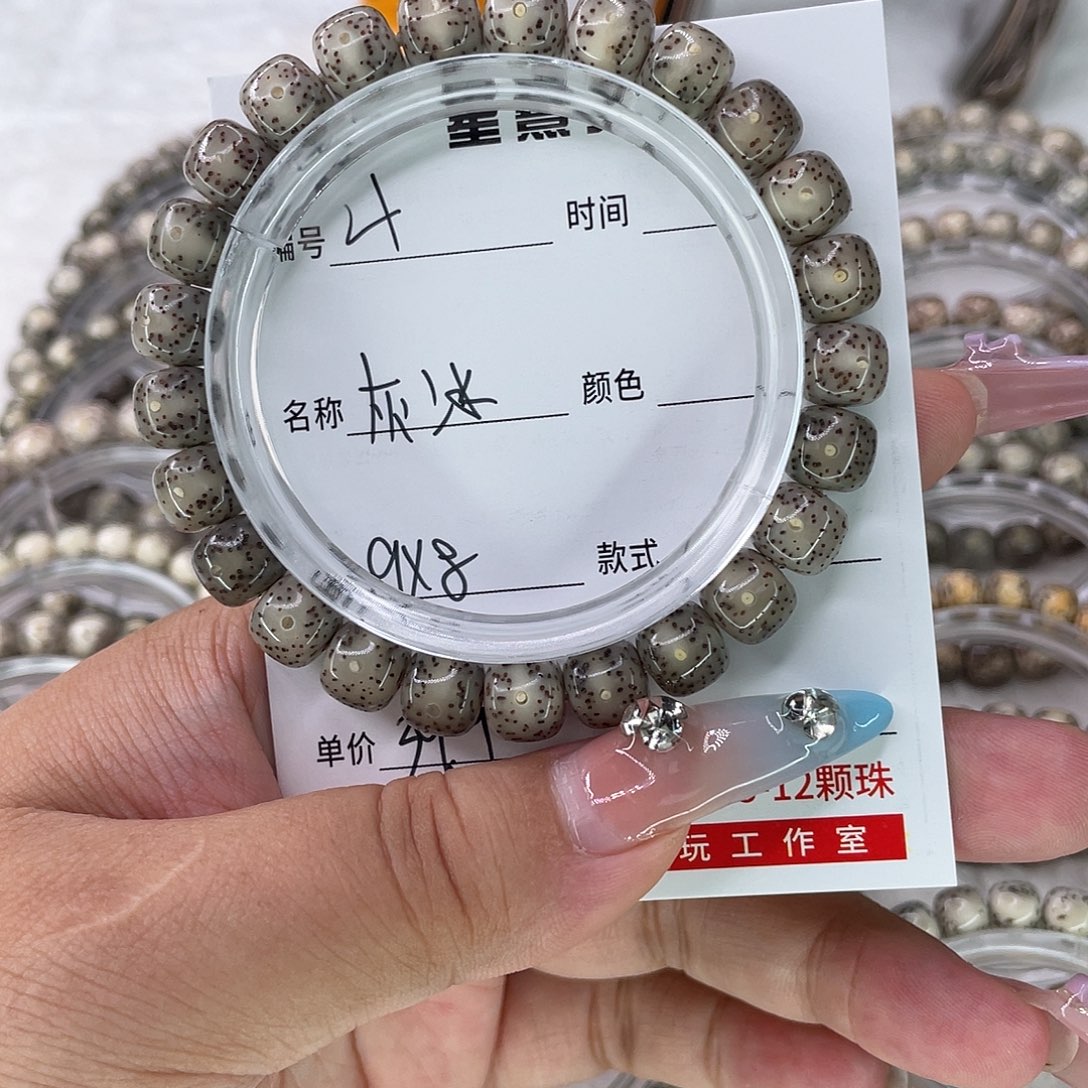 编号 4 时间
名称 灰冰 颜色
9X8 款式
单价
12颗珠
玩工作室